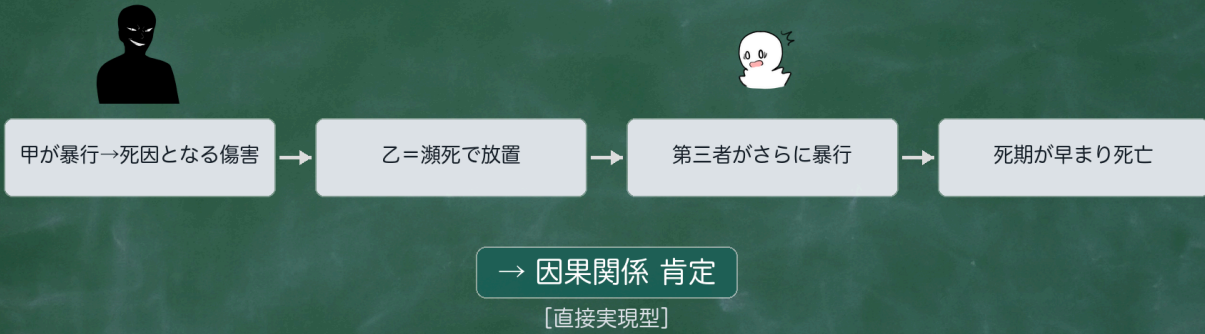 甲が暴行→死因となる傷害
乙＝瀕死で放置
第三者がさらに暴行
死期が早まり死亡
→ 因果関係 肯定
[直接実現型]